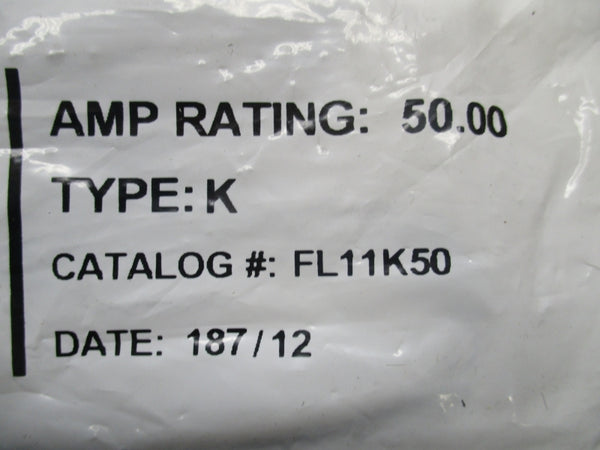 AMP RATING: 50.00
TYPE: K
CATALOG #: FL11K50
DATE: 187/12